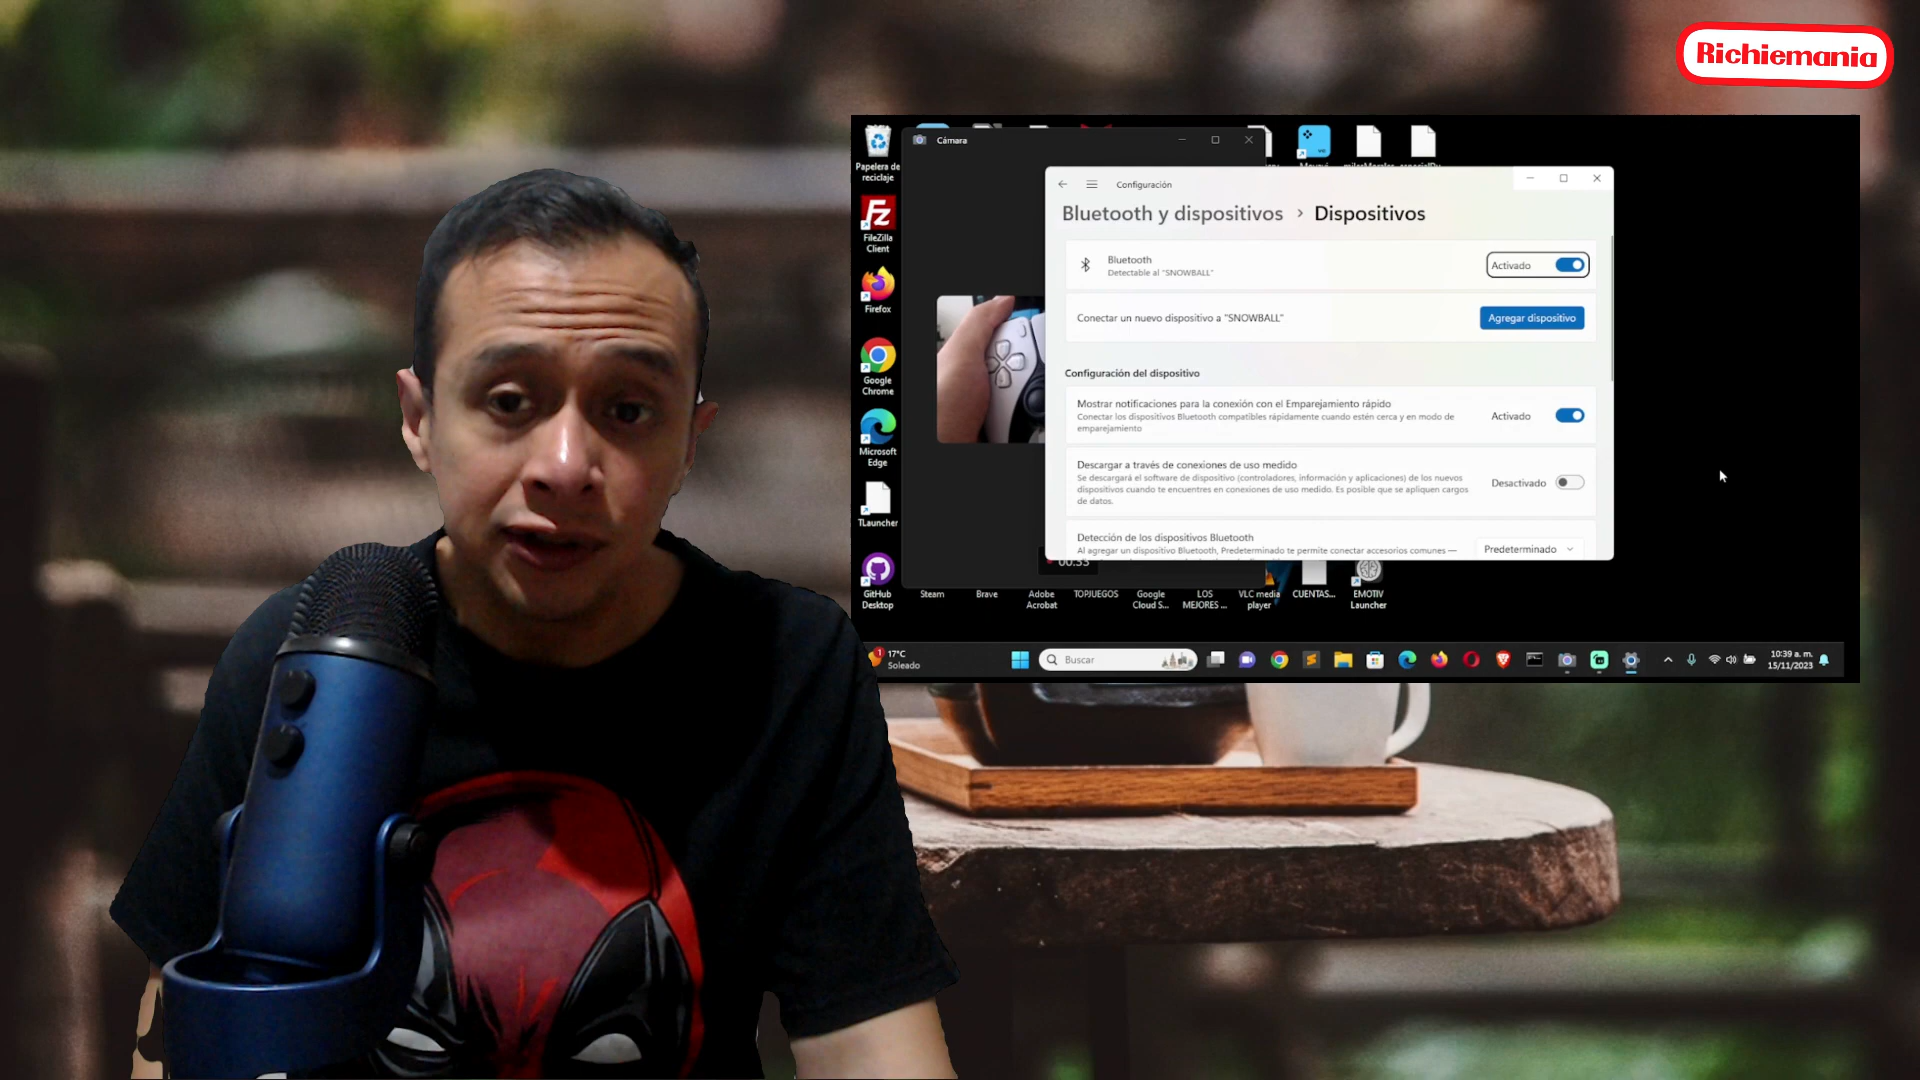 Richiemania
Papelera de
reciclaje
Cámara
Configuración
Bluetooth y dispositivos > Dispositivos
Bluetooth
Detectable al "SNOWBALL"
Activado
Conectar un nuevo dispositivo a "SNOWBALL"
Agregar dispositivo
Configuración del dispositivo
Mostrar notificaciones para la conexión con el Emparejamiento rápido
Conectar los dispositivos Bluetooth compatibles rápidamente cuando estén cerca y en modo de
emparejamiento
Activado
Descargar a través de conexiones de uso medido
Se descargará el software de dispositivo (controladores, información y aplicaciones) de los nuevos
dispositivos cuando te encuentres en conexiones de uso medido. Es posible que se apliquen cargos
de datos.
Desactivado
Detección de los dispositivos Bluetooth
Al agregar un dispositivo Bluetooth, Predeterminado te permite conectar accesorios comunes —
Predeterminado
00:33
FileZilla
Client
Firefox
Google
Chrome
Microsoft
Edge
TLauncher
GitHub
Desktop
Steam
Brave
Adobe
Acrobat
TOPJUEGOS
Google
Cloud S...
LOS
MEJORES ...
VLC media
player
CUENTAS...
EMOTIV
Launcher
1
17°C
Soleado
Buscar
10:39 a. m.
15/11/2023